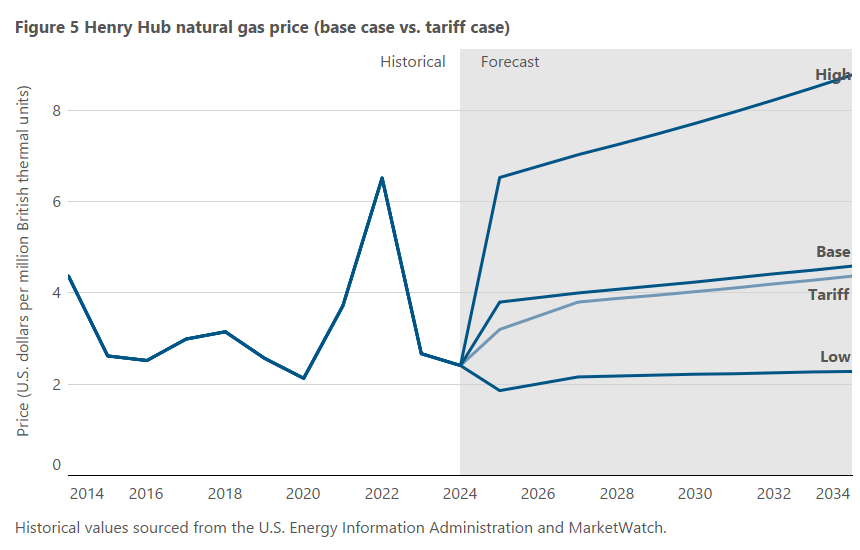 Figure 5 Henry Hub natural gas price (base case vs. tariff case)
Historical
Forecast
High
8
6
4
2
0
Price (U.S. dollars per million British thermal units)
Base
Tariff
Low
2014 2016 2018 2020 2022 2024 2026 2028 2030 2032 2034
Historical values sourced from the U.S. Energy Information Administration and MarketWatch.